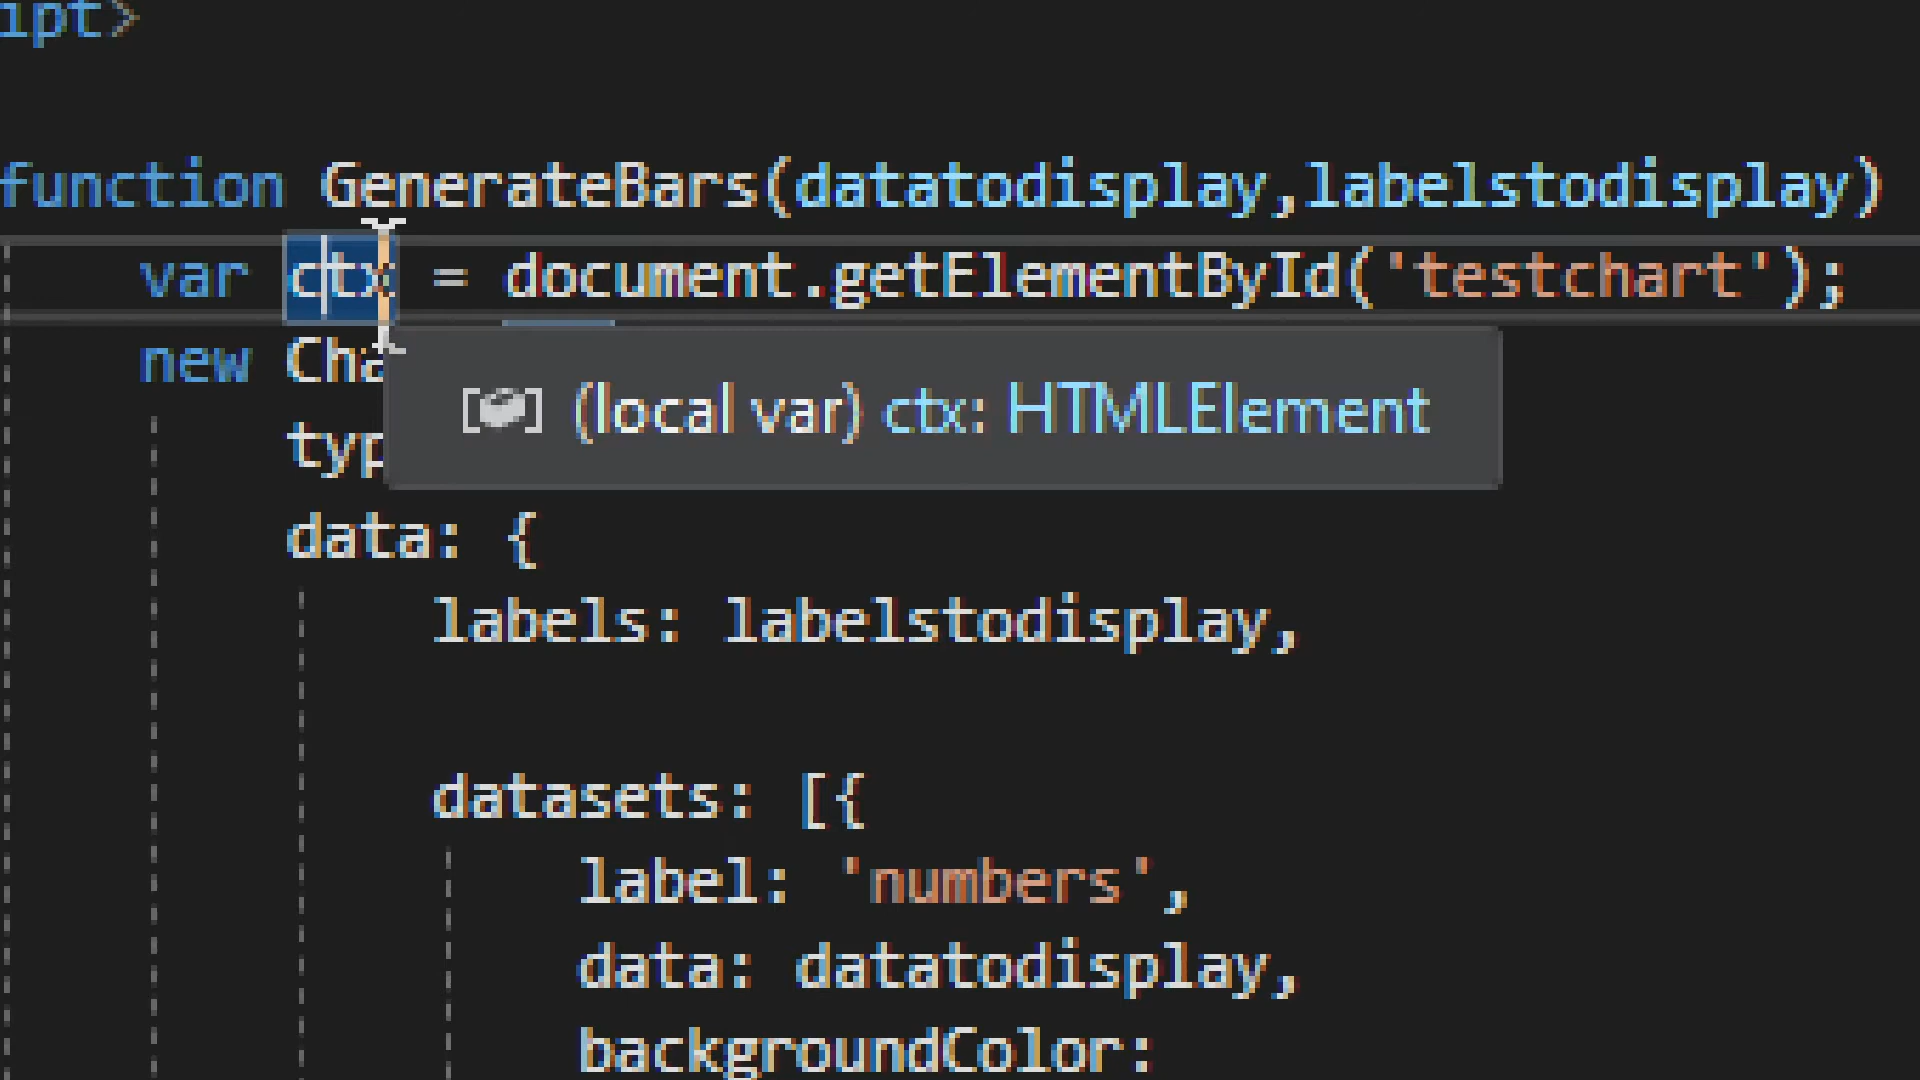 ipt>
function GenerateBars(datatodisplay,labelstodisplay)
var ctx = document.getElementById('testchart');
new Cha
(local var) ctx: HTMLElement
typ
data: {
labels: labelstodisplay,
datasets: [{
label: 'numbers',
data: datatodisplay,
backgroundColor: